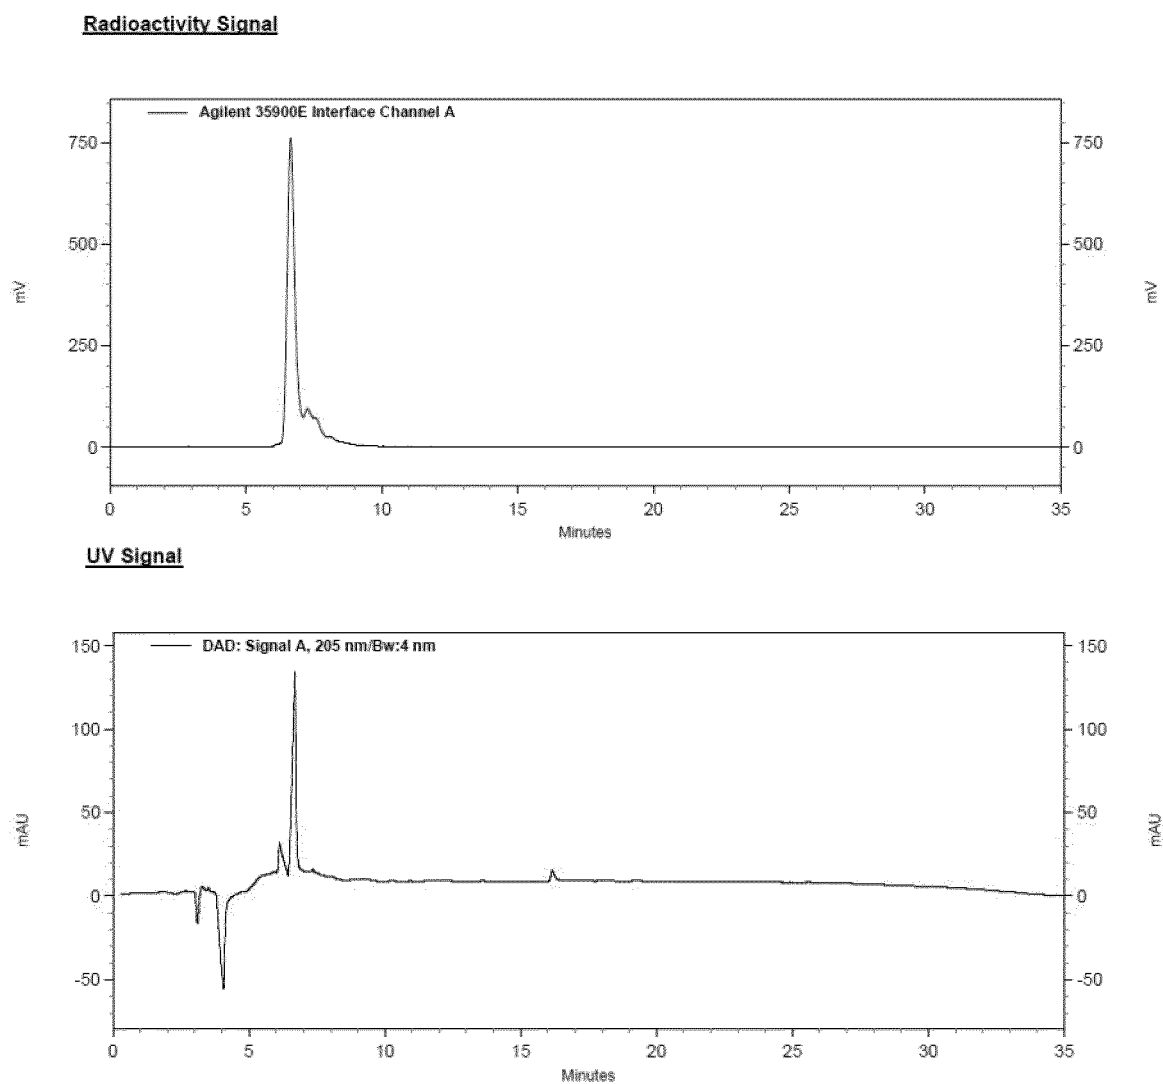 Radioactivity Signal
Agilent 35900E Interface Channel A
750 750
500 500
mV mV
250 250
0 0
0 5 10 15 20 25 30 35
Minutes
UV Signal
150 DAD: Signal A, 205 nm/Bw:4 nm 150
100 100
mAU mAU
50 50
0 0
-50 -50
0 5 10 15 20 25 30 35
Minutes